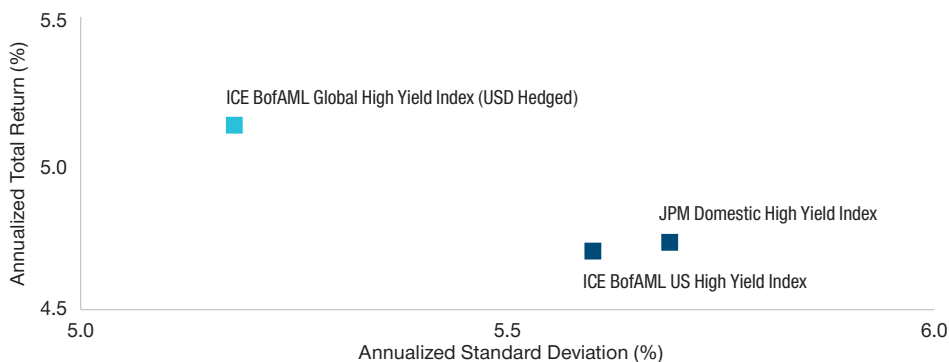 Annualized Total Return (%)
5.5
5.0
4.5
ICE BofAML Global High Yield Index (USD Hedged)
JPM Domestic High Yield Index
ICE BofAML US High Yield Index
5.0
5.5
6.0
Annualized Standard Deviation (%)